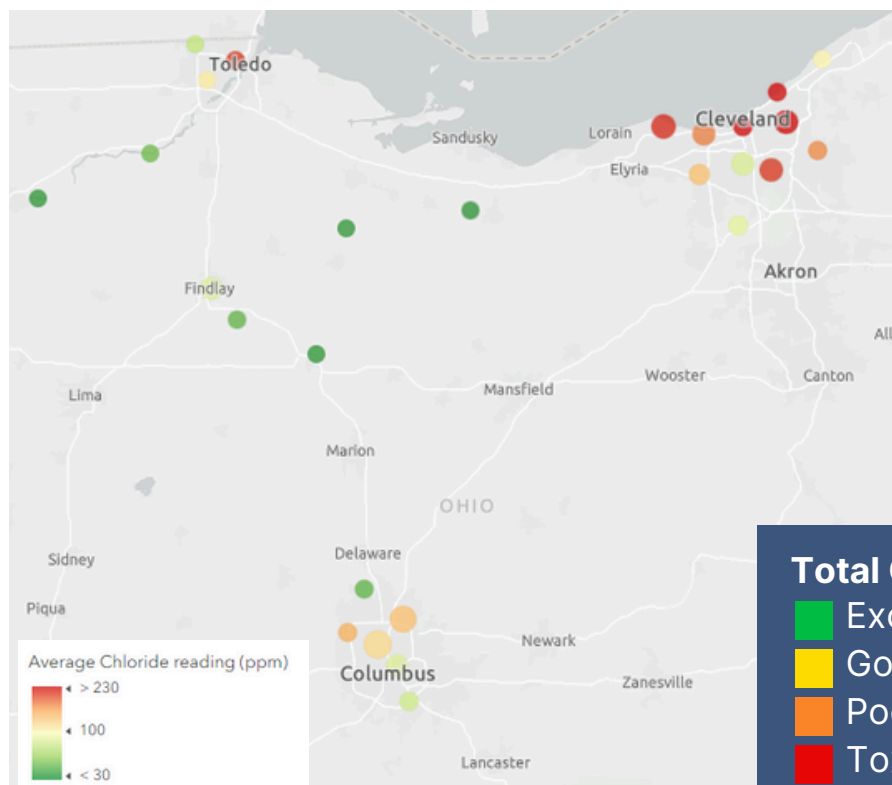 Toledo
Cleveland
Sandusky
Lorain
Elyria
Akron
Findlay
Lima
Mansfield
Wooster
Canton
Marion
OHIO
Delaware
Sidney
Piqua
Newark
Columbus
Zanesville
Lancaster
Average Chloride reading (ppm)
> 230
100
< 30
Total